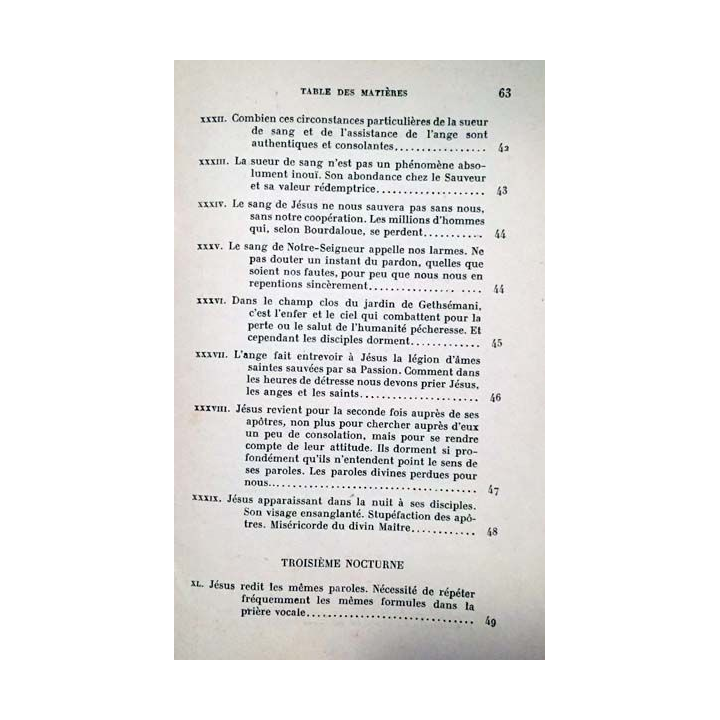 TABLE DES MATIÈRES 63
XXXII. Combien ces circonstances particulières de la sueur
de sang et de l'assistance de l'ange sont
authentiques et consolantes................. 42
XXXIII. La sueur de sang n'est pas un phénomène abso-
lument inouï. Son abondance chez le Sauveur
et sa valeur rédemptrice.................... 43
XXXIV. Le sang de Jésus ne nous sauvera pas sans nous,
sans notre coopération. Les millions d'hommes
qui, selon Bourdaloue, se perdent........... 44
XXXV. Le sang de Notre-Seigneur appelle nos larmes. Ne
pas douter un instant du pardon, quelles que
soient nos fautes, pour peu que nous nous en
repentions sincèrement................ .... 44
XXXVI. Dans le champ clos du jardin de Gethsémani,
c'est l'enfer et le ciel qui combattent pour la
perte ou le salut de l'humanité pécheresse. Et
cependant les disciples dorment............. 45
XXXVII. L'ange fait entrevoir à Jésus la légion d'âmes
saintes sauvées par sa Passion. Comment dans
les heures de détresse nous devons prier Jésus,
les anges et les saints...................... 46
XXXVIII. Jésus revient pour la seconde fois auprès de ses
apôtres, non plus pour chercher auprès d'eux
un peu de consolation, mais pour se rendre
compte de leur attitude. Ils dorment si pro-
fondément qu'ils n'entendent point le sens de
ses paroles. Les paroles divines perdues pour
nous....................................... 47
XXXIX. Jésus apparaissant dans la nuit à ses disciples.
Son visage ensanglanté. Stupéfaction des apô-
tres. Miséricorde du divin Maître............ 48
TROISIÈME NOCTURNE
XL. Jésus redit les mêmes paroles. Nécessité de répéter
fréquemment les mêmes formules dans la
prière vocale............................... 49